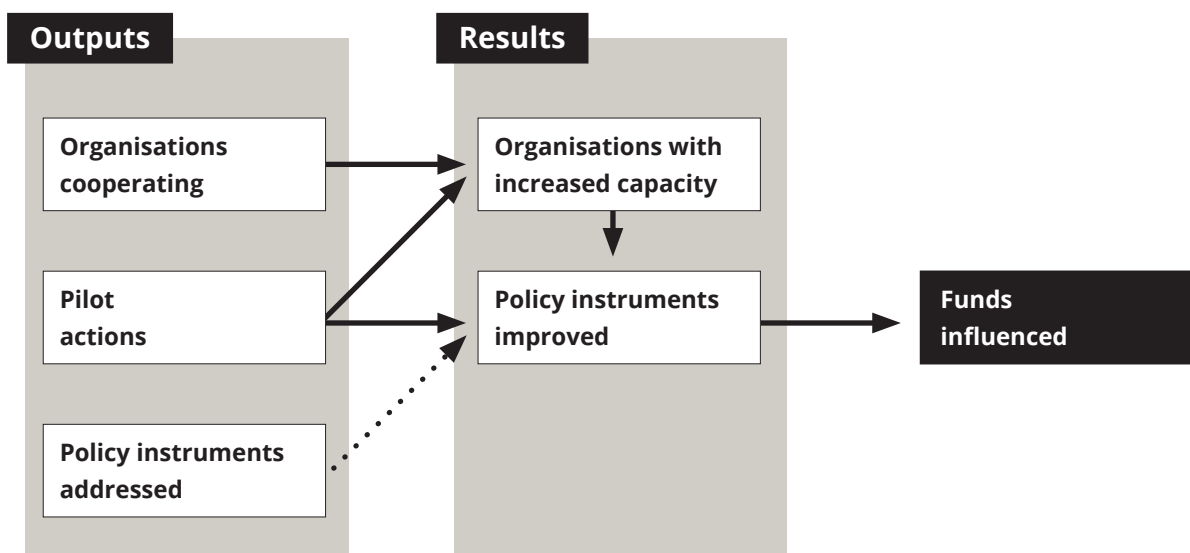 Outputs
Organisations
cooperating
Pilot
actions
Policy instruments
addressed
Results
Organisations with
increased capacity
Policy instruments
improved
Funds
influenced